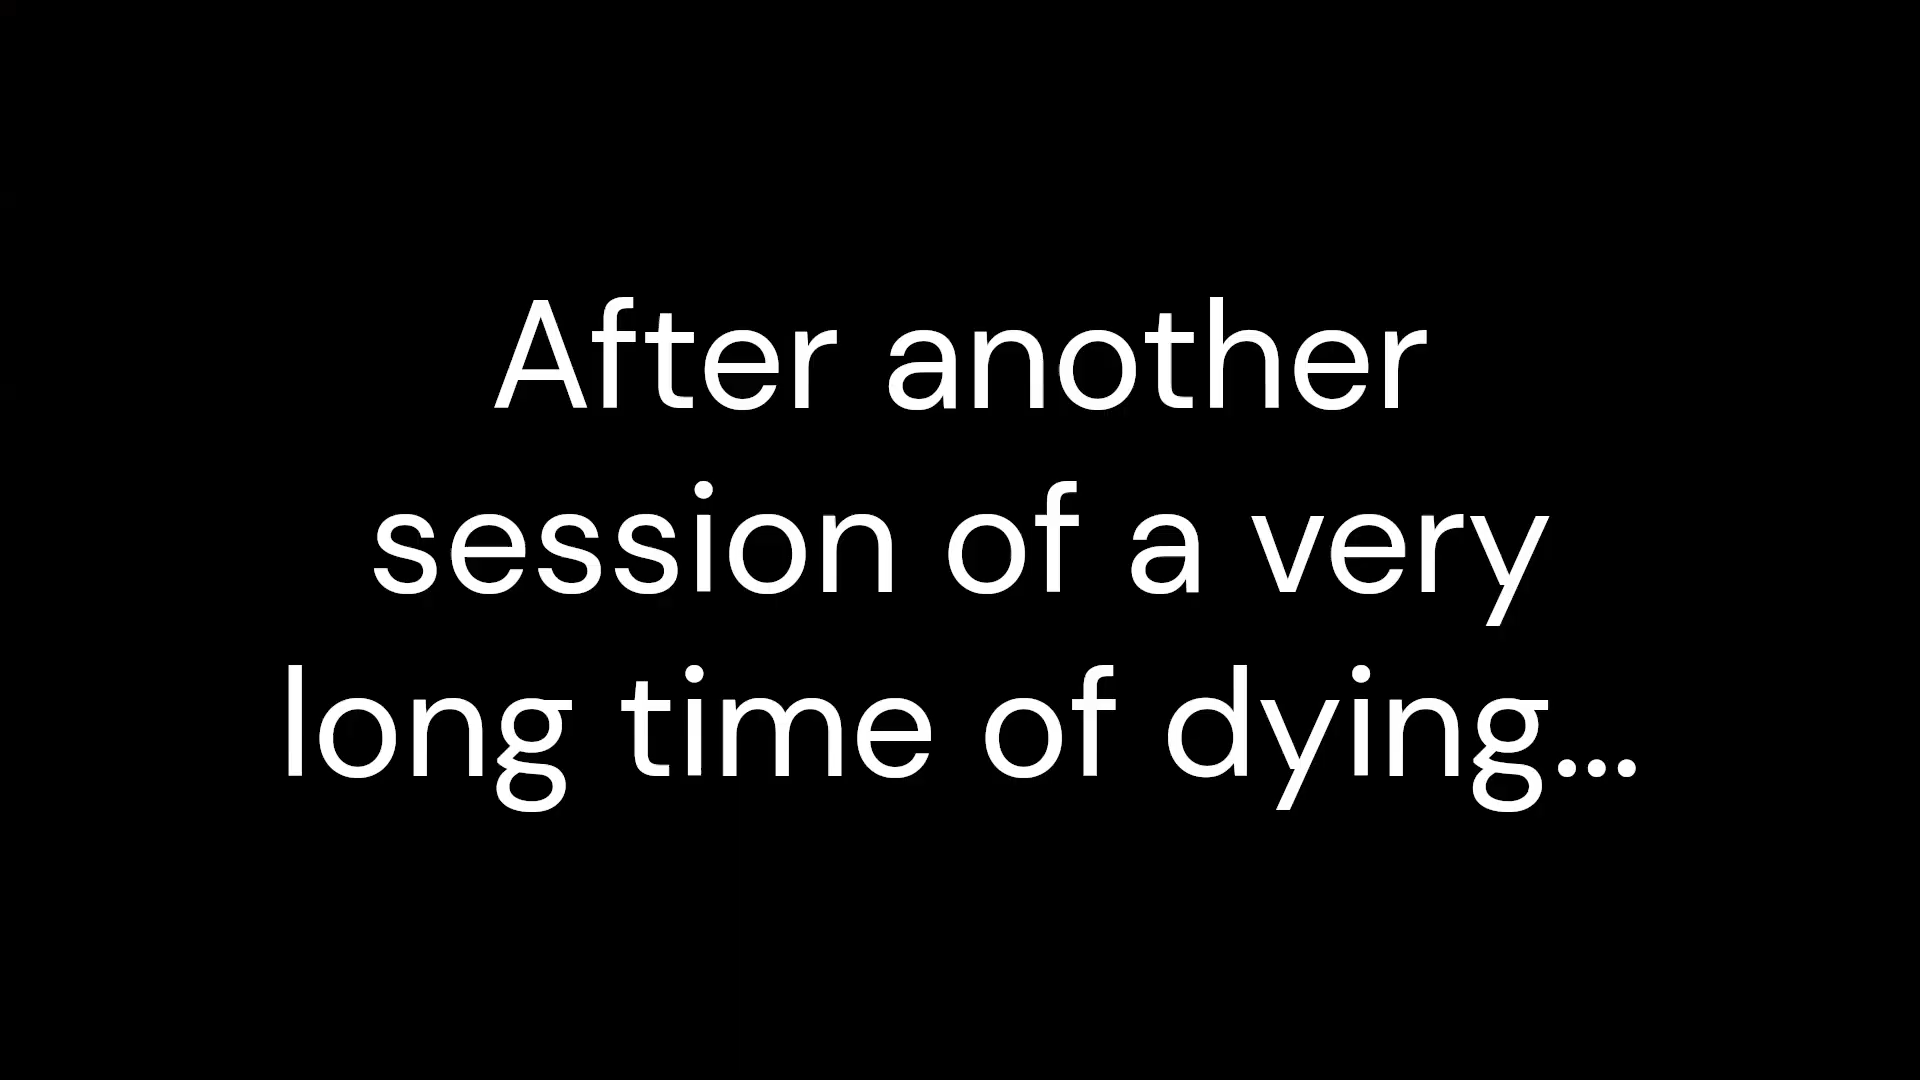 After another
session of a very
long time of dying...